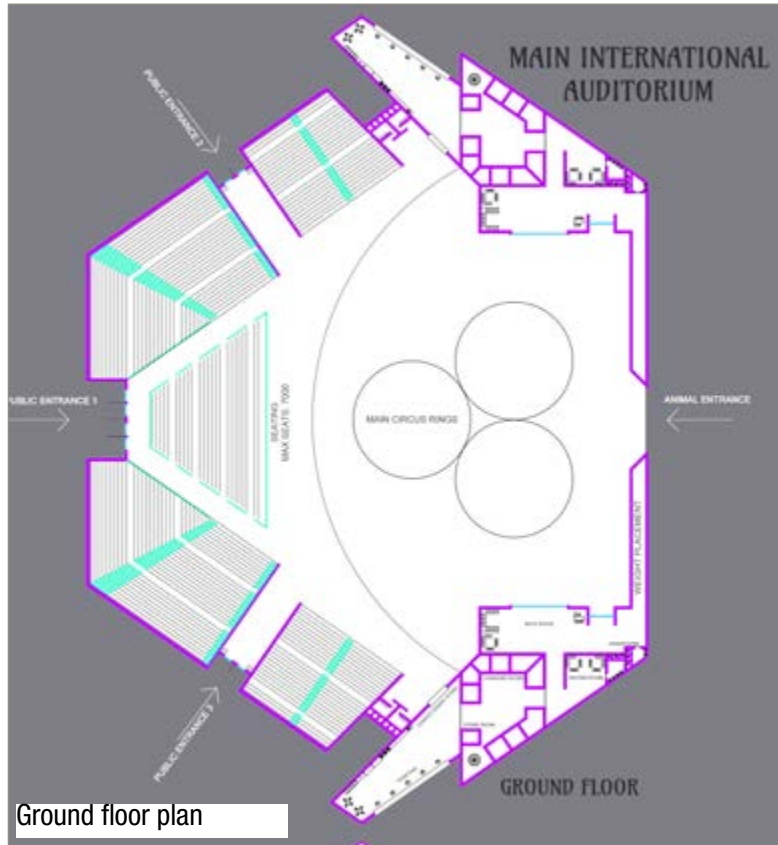 MAIN INTERNATIONAL
AUDITORIUM
PUBLIC ENTRANCE 2
PUBLIC ENTRANCE 1
SEATING
MAX SEATS: 7000
MAIN CIRCUS RINGS
ANIMAL ENTRANCE
WEIGHT PLACEMENT
PUBLIC ENTRANCE 3
GROUND FLOOR
Ground floor plan